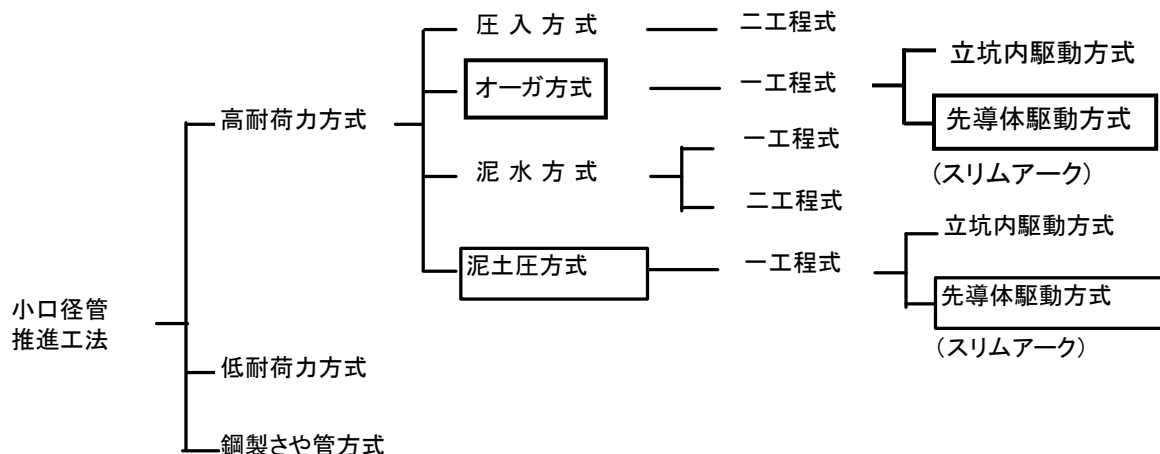 小口径管
推進工法
高耐荷力方式
圧 入 方 式
二工程式
オーガ方式
一工程式
立坑内駆動方式
先導体駆動方式
(スリムアーク)
泥 水 方 式
一工程式
二工程式
泥土圧方式
一工程式
立坑内駆動方式
先導体駆動方式
(スリムアーク)
低耐荷力方式
鋼製さや管方式